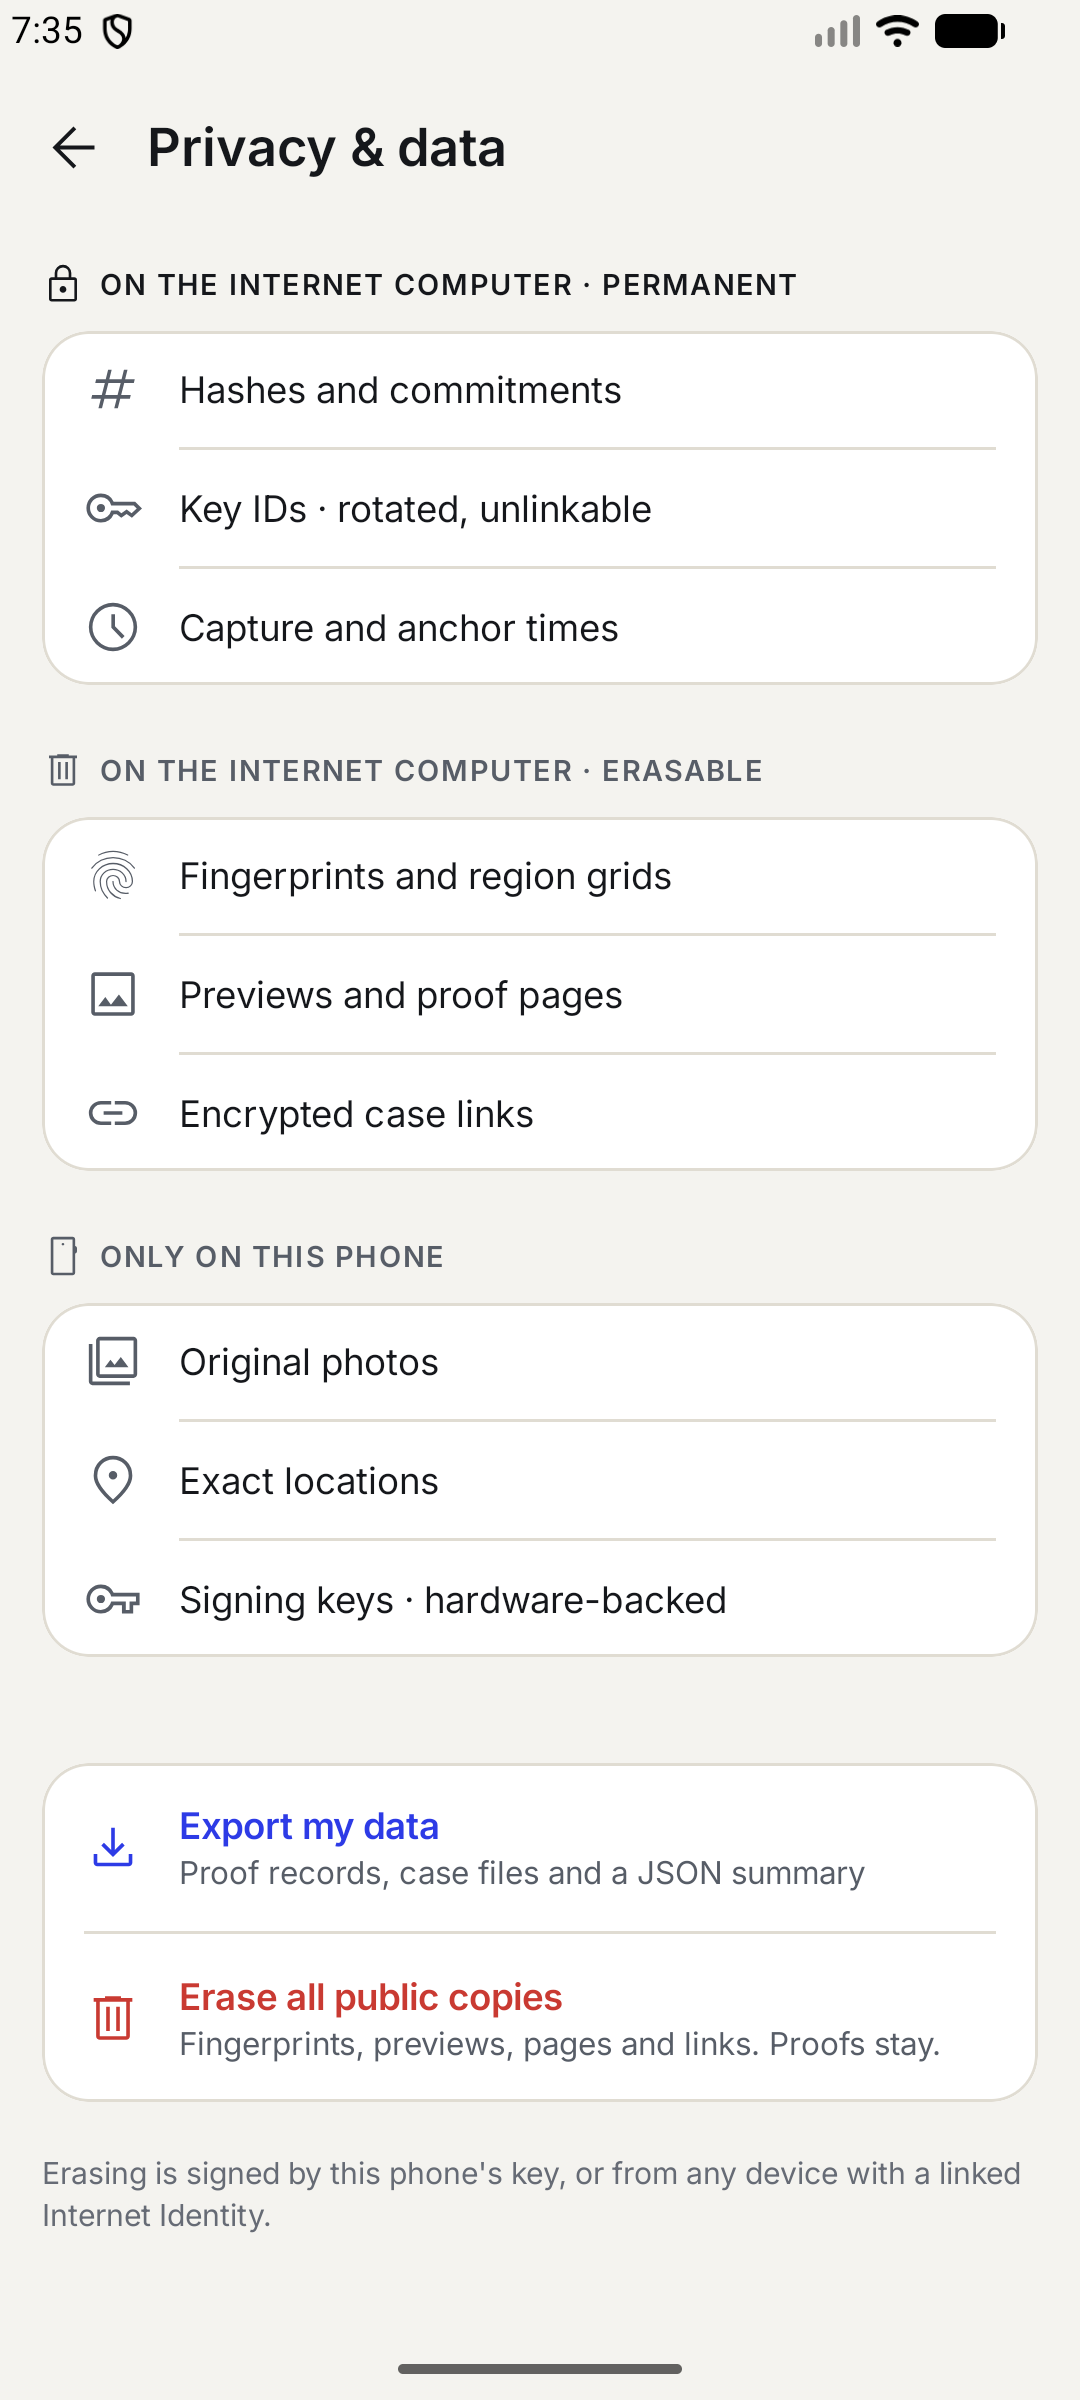 7:35
Privacy & data
ON THE INTERNET COMPUTER · PERMANENT
Hashes and commitments
Key IDs · rotated, unlinkable
Capture and anchor times
ON THE INTERNET COMPUTER · ERASABLE
Fingerprints and region grids
Previews and proof pages
Encrypted case links
ONLY ON THIS PHONE
Original photos
Exact locations
Signing keys · hardware-backed
Export my data
Proof records, case files and a JSON summary
Erase all public copies
Fingerprints, previews, pages and links. Proofs stay.
Erasing is signed by this phone's key, or from any device with a linked
Internet Identity.